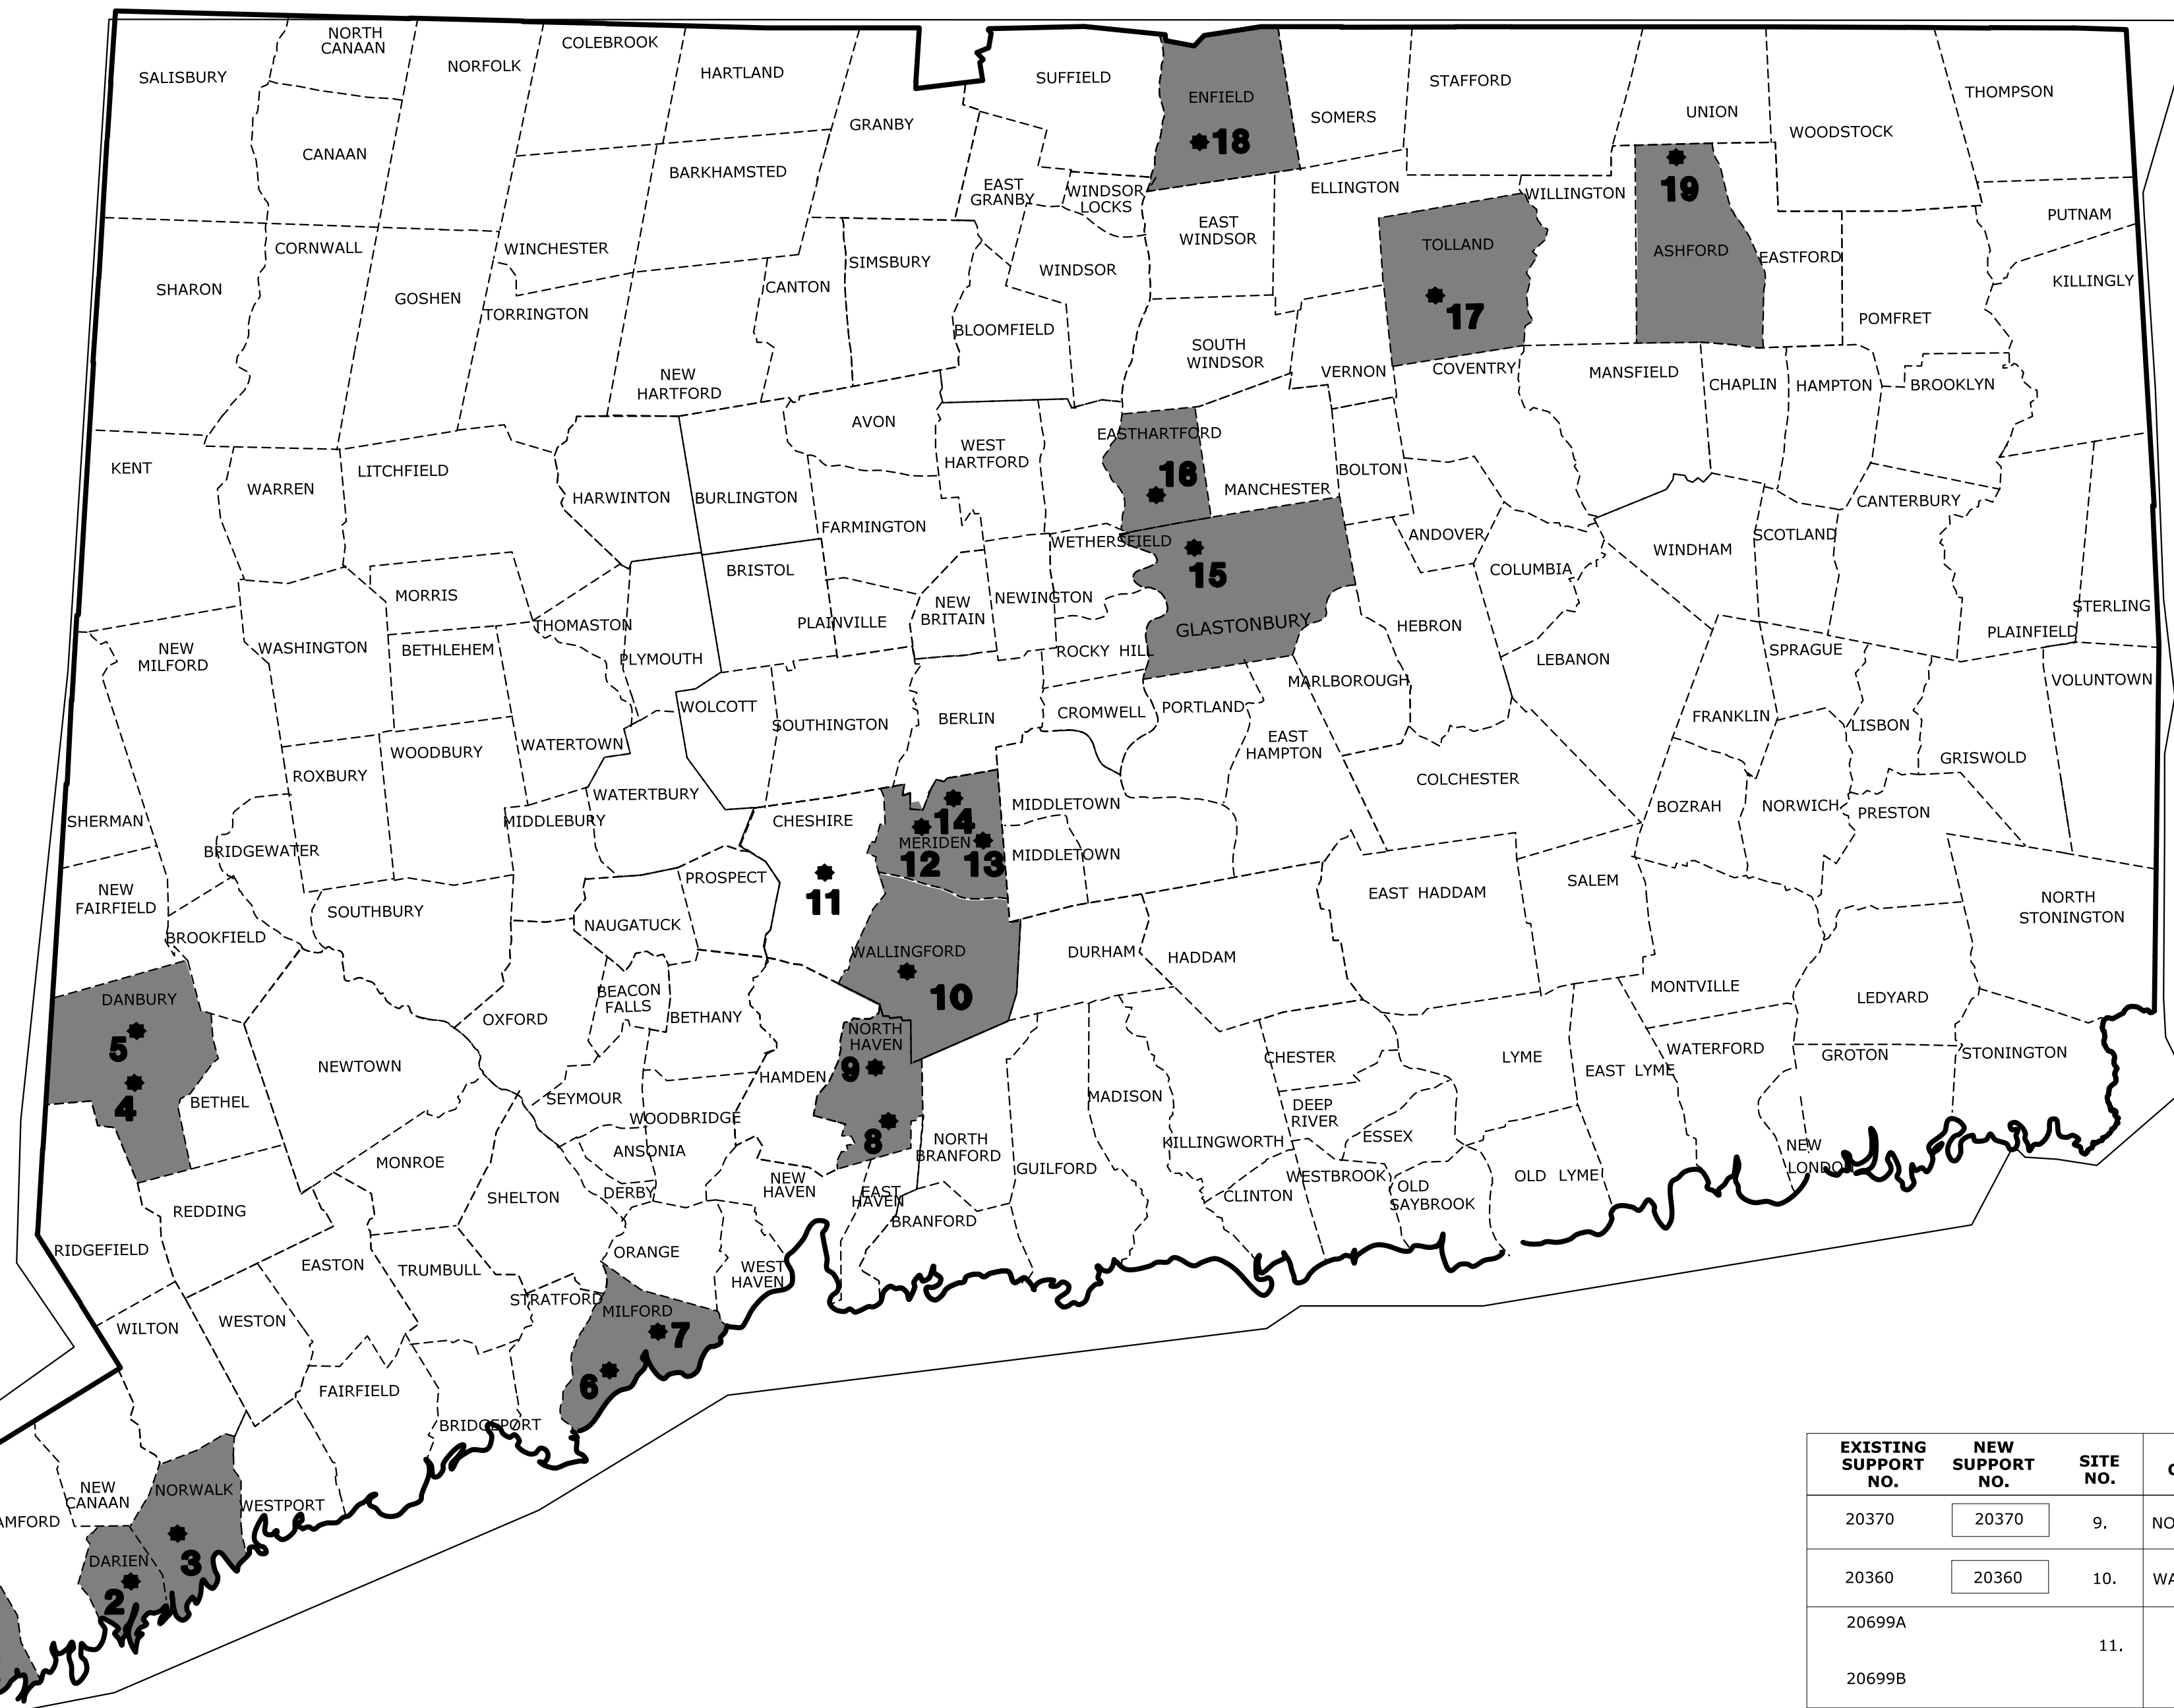 NORTH
CANAAN
COLEBROOK
SALISBURY
NORFOLK
HARTLAND
SUFFIELD
ENFIELD
STAFFORD
THOMPSON
UNION
SOMERS
GRANBY
WOODSTOCK
18
CANAAN
BARKHAMSTED
EAST
GRANBY
WINDSOR
LOCKS
ELLINGTON
WILLINGTON
19
PUTNAM
EAST
WINDSOR
TOLLAND
ASHFORD
EASTFORD
CORNWALL
WINCHESTER
SIMSBURY
WINDSOR
KILLINGLY
SHARON
GOSHEN
CANTON
TORRINGTON
17
POMFRET
BLOOMFIELD
SOUTH
WINDSOR
VERNON
COVENTRY
MANSFIELD
CHAPLIN
HAMPTON
BROOKLYN
NEW
HARTFORD
AVON
EASTHARTFORD
WEST
HARTFORD
KENT
LITCHFIELD
WARREN
HARWINTON
BURLINGTON
16
BOLTON
MANCHESTER
CANTERBURY
FARMINGTON
WETHERSFIELD
ANDOVER
SCOTLAND
WINDHAM
BRISTOL
15
COLUMBIA
MORRIS
NEWINGTON
NEW
BRITAIN
STERLING
THOMASTON
PLAINVILLE
GLASTONBURY
HEBRON
PLAINFIELD
NEW
MILFORD
WASHINGTON
BETHLEHEM
PLYMOUTH
ROCKY HILL
LEBANON
SPRAGUE
MARLBOROUGH
VOLUNTOWN
WOLCOTT
SOUTHINGTON
BERLIN
CROMWELL
PORTLAND
FRANKLIN
LISBON
WOODBURY
WATERTOWN
EAST
HAMPTON
GRISWOLD
ROXBURY
COLCHESTER
WATERTBURY
MIDDLETOWN
BOZRAH
NORWICH
PRESTON
SHERMAN
MIDDLEBURY
CHESHIRE
14
MERIDEN
BRIDGEWATER
12
13
MIDDLETOWN
PROSPECT
SALEM
NEW
FAIRFIELD
11
EAST HADDAM
NORTH
STONINGTON
SOUTHBURY
NAUGATUCK
BROOKFIELD
WALLINGFORD
DURHAM
HADDAM
DANBURY
BEACON
FALLS
10
MONTVILLE
LEDYARD
OXFORD
BETHANY
5
NORTH
HAVEN
NEWTOWN
9
HAMDEN
CHESTER
LYME
WATERFORD
GROTON
STONINGTON
EAST LYME
4
BETHEL
SEYMOUR
MADISON
WOODBRIDGE
DEEP
RIVER
8
ESSEX
NORTH
BRANFORD
KILLINGWORTH
ANSONIA
NEW
LONDON
MONROE
GUILFORD
NEW
HAVEN
SHELTON
DERBY
EAST
HAVEN
WESTBROOK
OLD
SAYBROOK
OLD LYME
CLINTON
REDDING
BRANFORD
RIDGEFIELD
ORANGE
EASTON
TRUMBULL
WEST
HAVEN
STRATFORD
MILFORD
WILTON
WESTON
7
6
FAIRFIELD
BRIDGEPORT
NEW
CANAAN
NORWALK
WESTPORT
AMFORD
DARIEN
3
2
EXISTING
SUPPORT
NO.
NEW
SUPPORT
NO.
SITE
NO.
20370 20370 9. NO
20360 20360 10. WA
20699A
11.
20699B